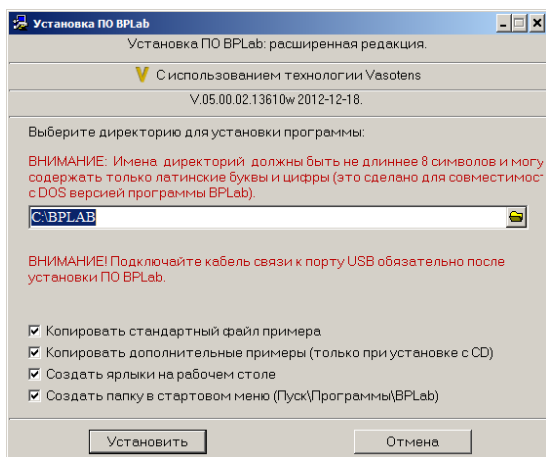 Установка ПО BPLab
Установка ПО BPLab: расширенная редакция.
V С использованием технологии Vasotens
V.05.00.02.13610w 2012-12-18.
Выберите директорию для установки программы:
ВНИМАНИЕ: Имена директорий должны быть не длиннее 8 символов и могу
содержать только латинские буквы и цифры (это сделано для совместимос
с DOS версией программы BPLab).
C:\BPLAB
ВНИМАНИЕ! Подключайте кабель связи к порту USB обязательно после
установки ПО BPLab.
Копировать стандартный файл примера
Копировать дополнительные примеры (только при установке с CD)
Создать ярлыки на рабочем столе
Создать папку в стартовом меню (Пуск\Программы\BPLab)
Установить Отмена